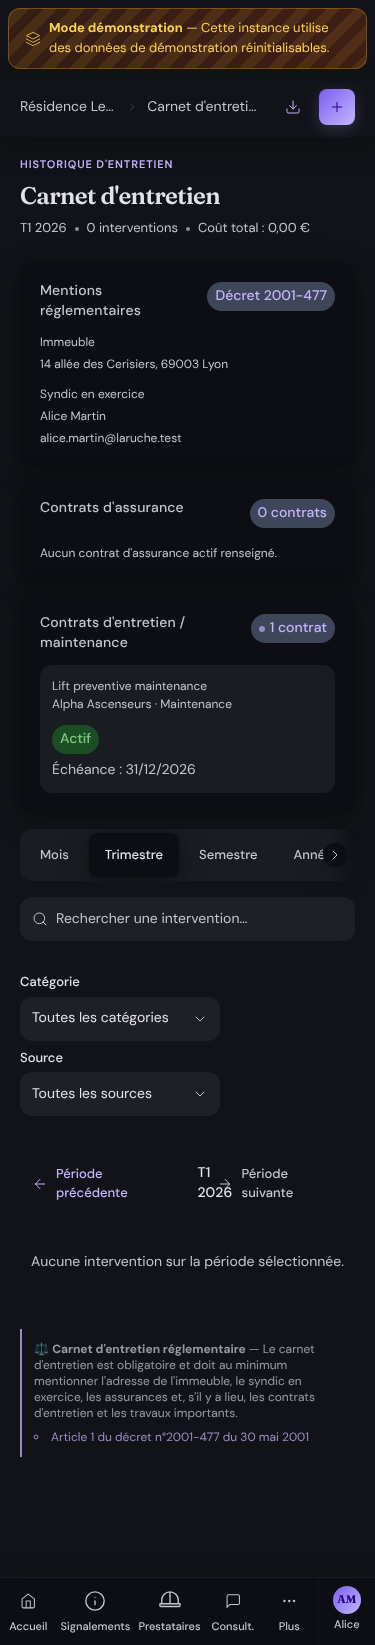 Mode démonstration — Cette instance utilise
des données de démonstration réinitialisables.
Résidence Le... > Carnet d'entreti...
HISTORIQUE D'ENTRETIEN
Carnet d'entretien
T1 2026 • 0 interventions • Coût total : 0,00 €
Mentions
réglementaires
Décret 2001-477
Immeuble
14 allée des Cerisiers, 69003 Lyon
Syndic en exercice
Alice Martin
alice.martin@laruche.test
Contrats d'assurance
0 contrats
Aucun contrat d'assurance actif renseigné.
Contrats d'entretien /
maintenance
• 1 contrat
Lift preventive maintenance
Alpha Ascenseurs · Maintenance
Actif
Échéance : 31/12/2026
Mois Trimestre Semestre Anné
Rechercher une intervention…
Catégorie
Toutes les catégories
Source
Toutes les sources
Période
précédente
T1
2026
Période
suivante
Aucune intervention sur la période sélectionnée.
⚖️ Carnet d'entretien réglementaire — Le carnet
d'entretien est obligatoire et doit au minimum
mentionner l'adresse de l'immeuble, le syndic en
exercice, les assurances et, s'il y a lieu, les contrats
d'entretien et les travaux importants.
Article 1 du décret n°2001-477 du 30 mai 2001
AM
Accueil Signalements Prestataires Consult. Plus Alice